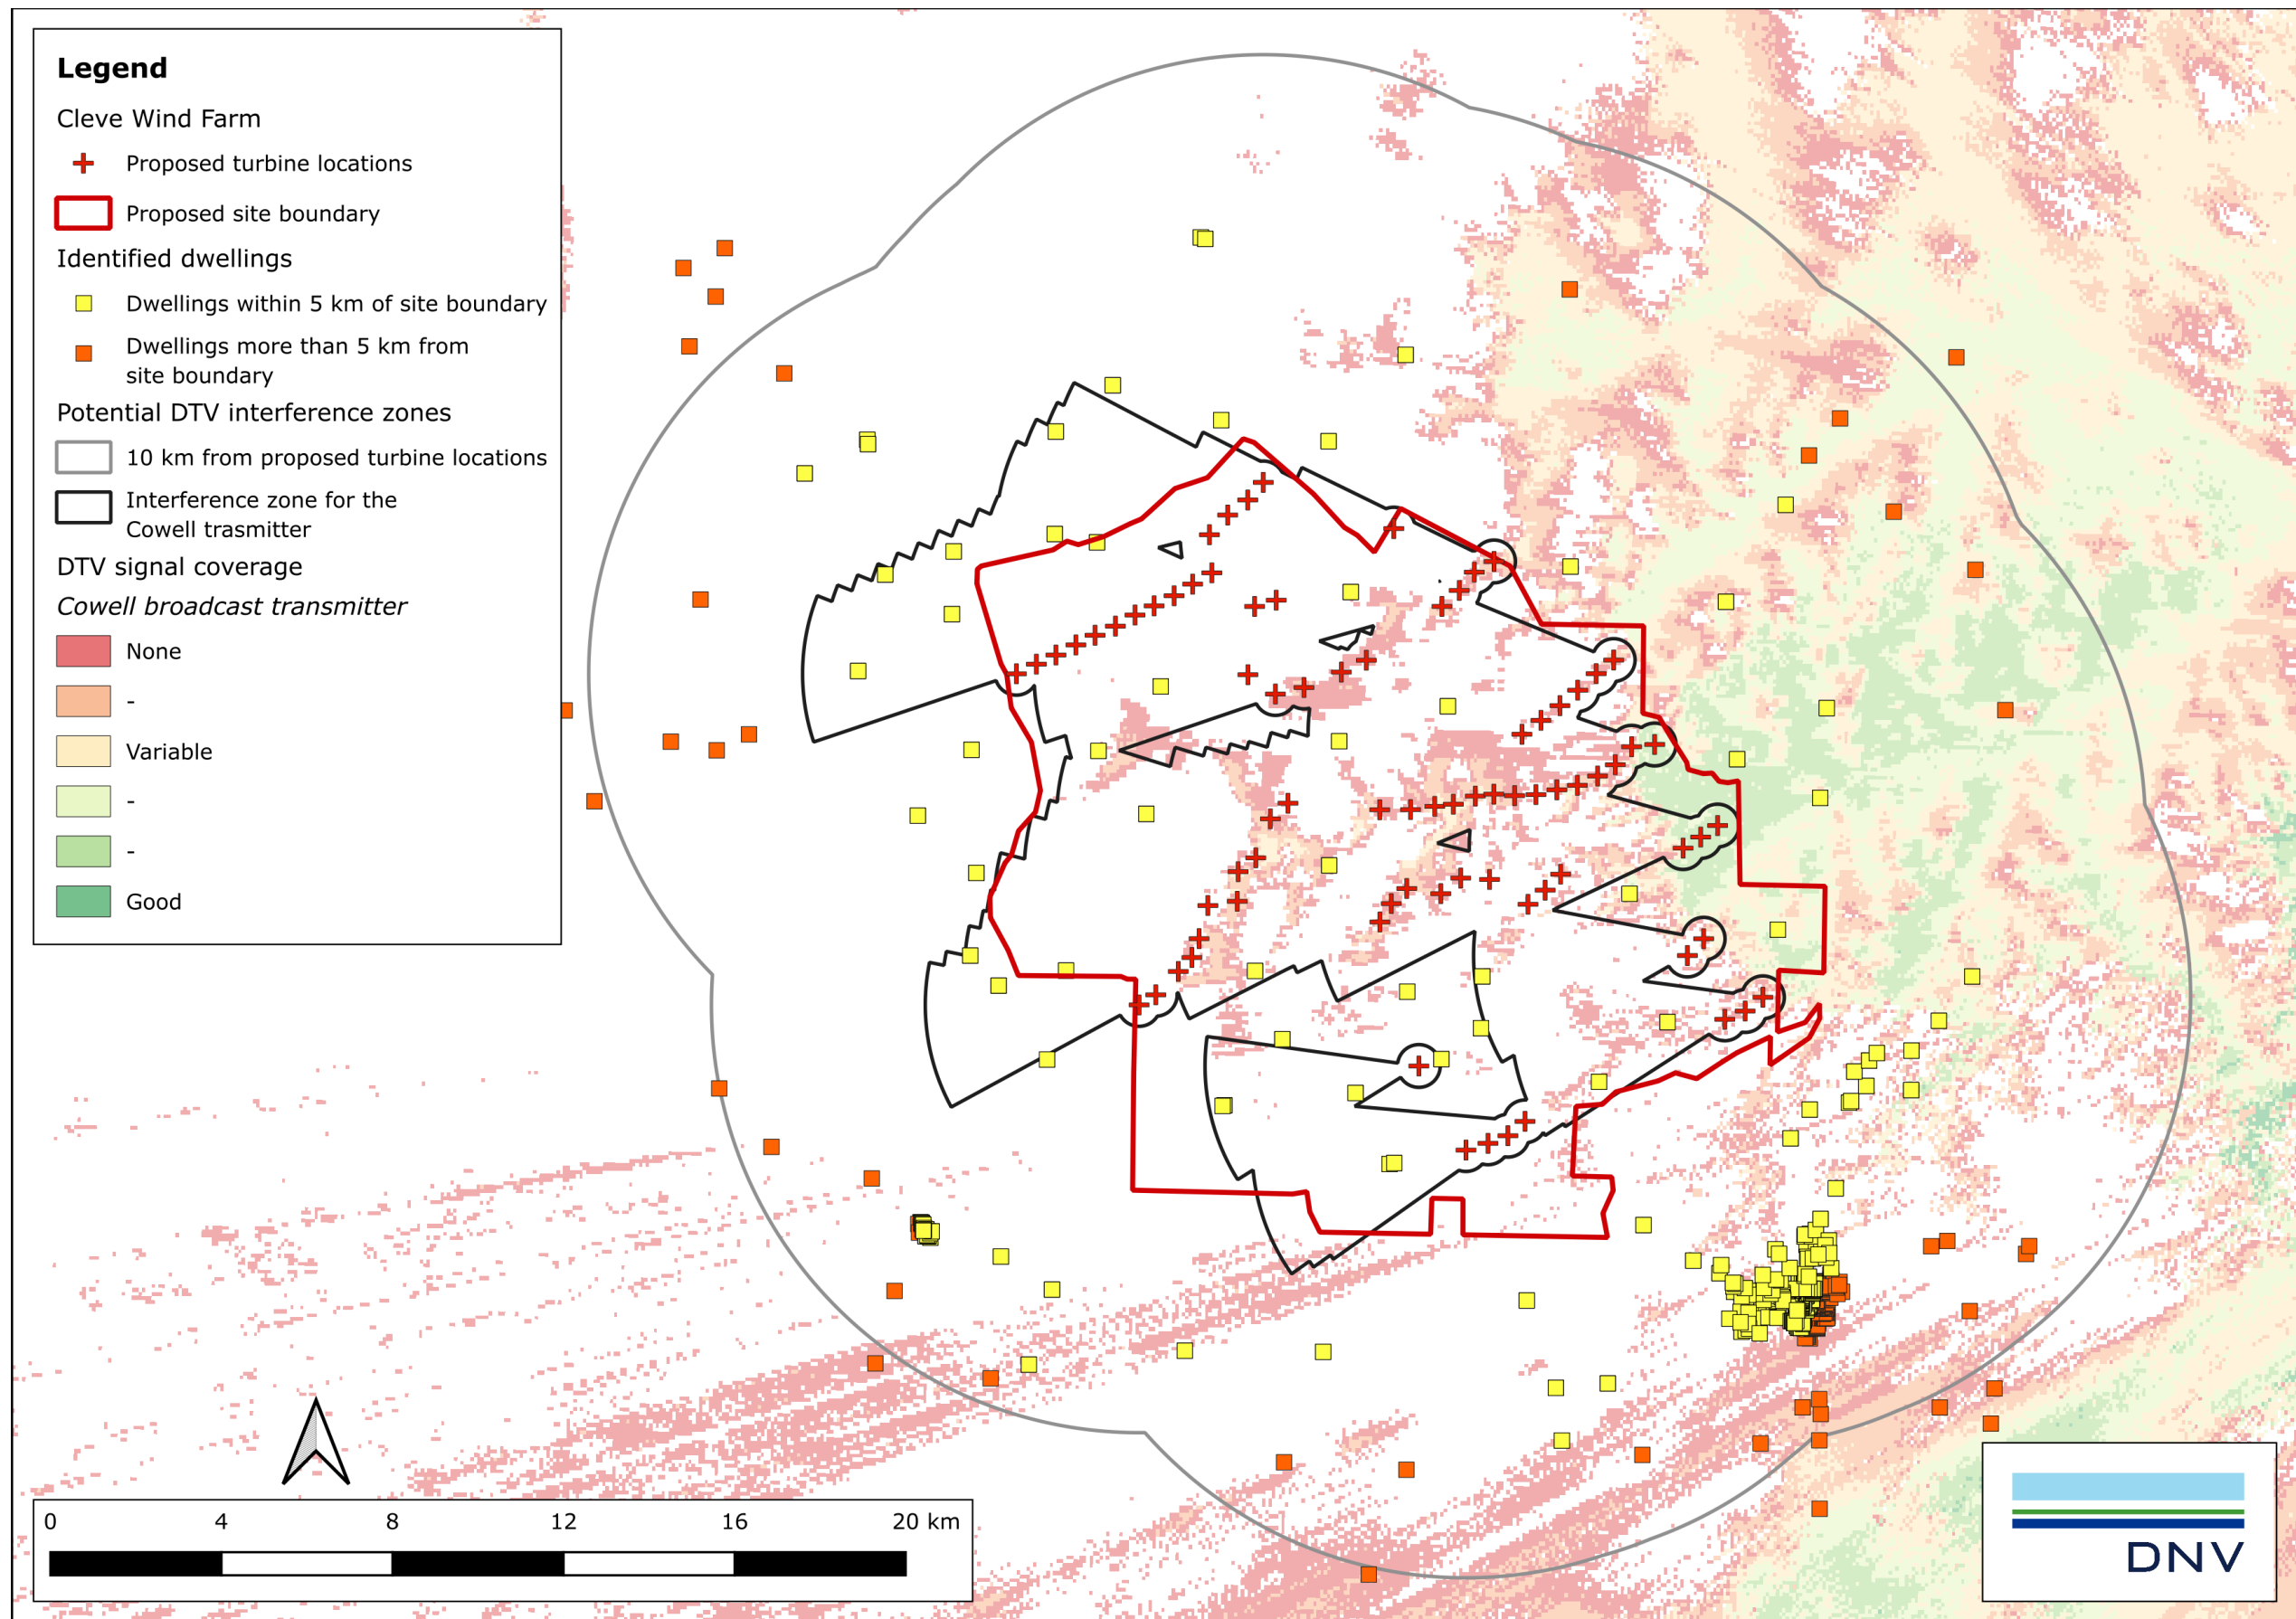 Legend
Cleve Wind Farm
Proposed turbine locations
Proposed site boundary
Identified dwellings
Dwellings within 5 km of site boundary
Dwellings more than 5 km from
site boundary
Potential DTV interference zones
10 km from proposed turbine locations
Interference zone for the
Cowell trasmitter
DTV signal coverage
Cowell broadcast transmitter
None
-
Variable
-
-
Good
0 4 8 12 16 20 km
DNV